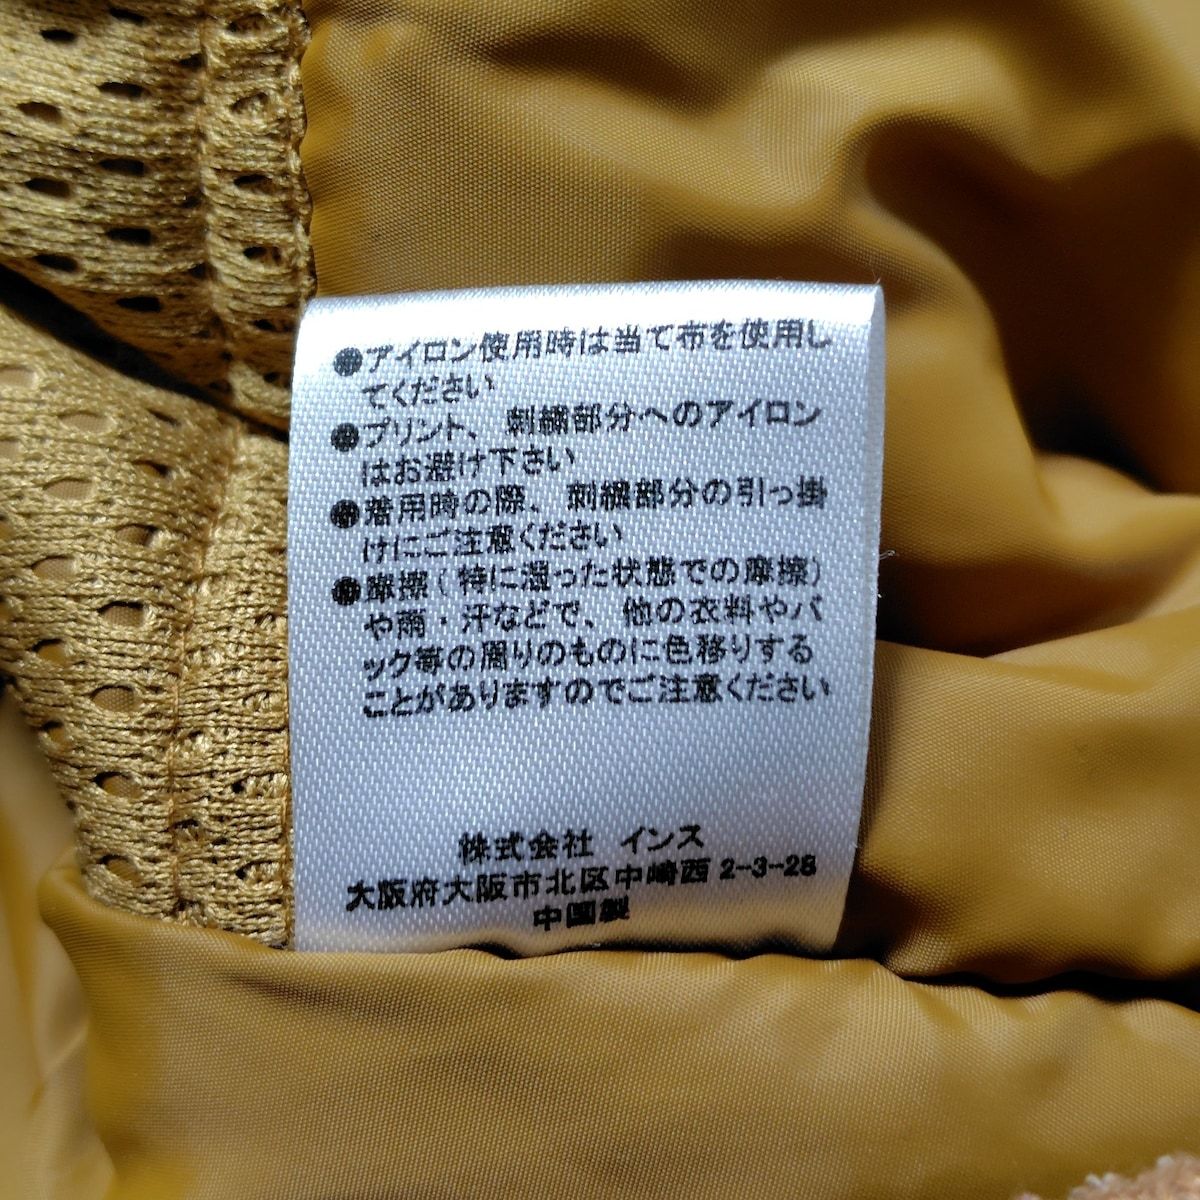 ●アイロン使用時は当て布を使用し
てください
●プリント、刺繍部分へのアイロン
はお避け下さい
●着用時の際、刺繍部分の引っ掛
けにご注意ください
●摩擦(特に湿った状態での摩擦)
や雨・汗などで、他の衣料やバ
ック等の周りのものに色移りする
ことがありますのでご注意ください
株式会社 インス
大阪府大阪市北区中崎西2-3-28
中国製